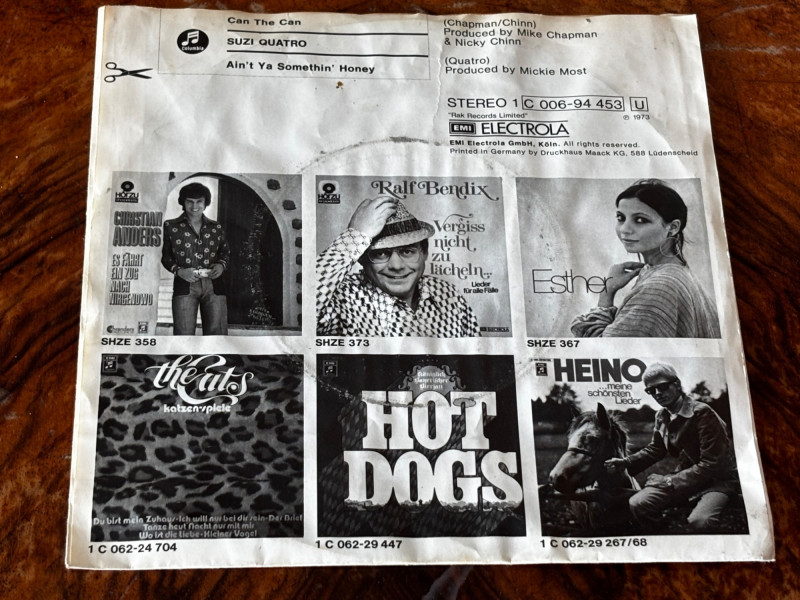 Can The Can
SUZI QUATRO
Ain't Ya Somethin' Honey
Columbia
(Chapman/Chinn)
Produced by Mike Chapman
& Nicky Chinn
(Quatro)
Produced by Mickie Most
STEREO 1 C 006-94 453 U
"Rak Records Limited"
℗ 1973
EMI ELECTROLA
EMI Electrola GmbH, Köln. All rights reserved.
Printed in Germany by Druckhaus Maack KG, 588 Lüdenscheid
HÖRZU
CHRISTIAN
ANDERS
ES FÄHRT
EIN ZUG
NACH
NIRGENDWO
SHZE 358
HÖRZU
Ralf Bendix
Vergiss
nicht
zu
lächeln...
Lieder
für alle Fälle
SHZE 373
Esther
SHZE 367
the cats
katzen-spiele
Du bist mein Zuhaus·Ich will nur bei dir sein·Der Brief
Tanze heut Nacht nur mit mir
Wo ist die Liebe·Kleiner Vogel
1 C 062-24 704
HOT
DOGS
1 C 062-29 447
HEINO
...meine
schönsten
Lieder
1 C 062-29 267/68